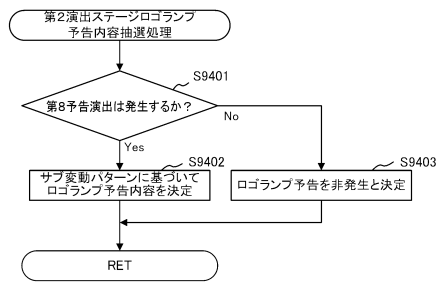 第2演出ステージロゴランプ
予告内容抽選処理
S9401
第8予告演出は発生するか？
No
Yes
S9402
サブ変動パターンに基づいて
ロゴランプ予告内容を決定
S9403
ロゴランプ予告を非発生と決定
RET